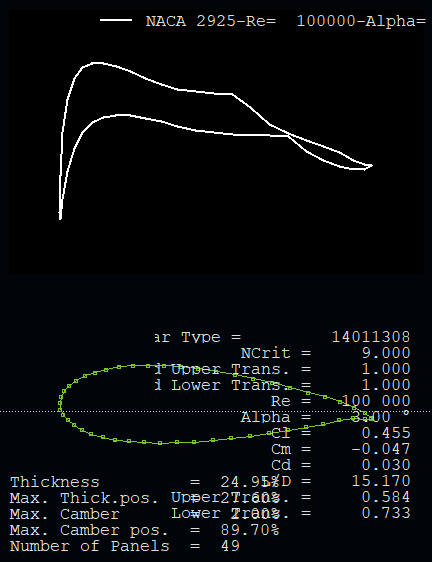 NACA 2925-Re= 100000-Alpha=
ar Type = 14011308
NCrit = 9.000
d Upper Trans. = 1.000
d Lower Trans. = 1.000
Re = 100 000
Alpha = 3.00 °
Cl = 0.455
Cm = -0.047
Cd = 0.030
L/D = 15.170
Upper Trans. = 0.584
Lower Trans. = 0.733
Thickness = 24.95%
Max. Thick.pos. = 27.60%
Max. Camber =
Max. Camber pos. = 89.70%
Number of Panels = 49